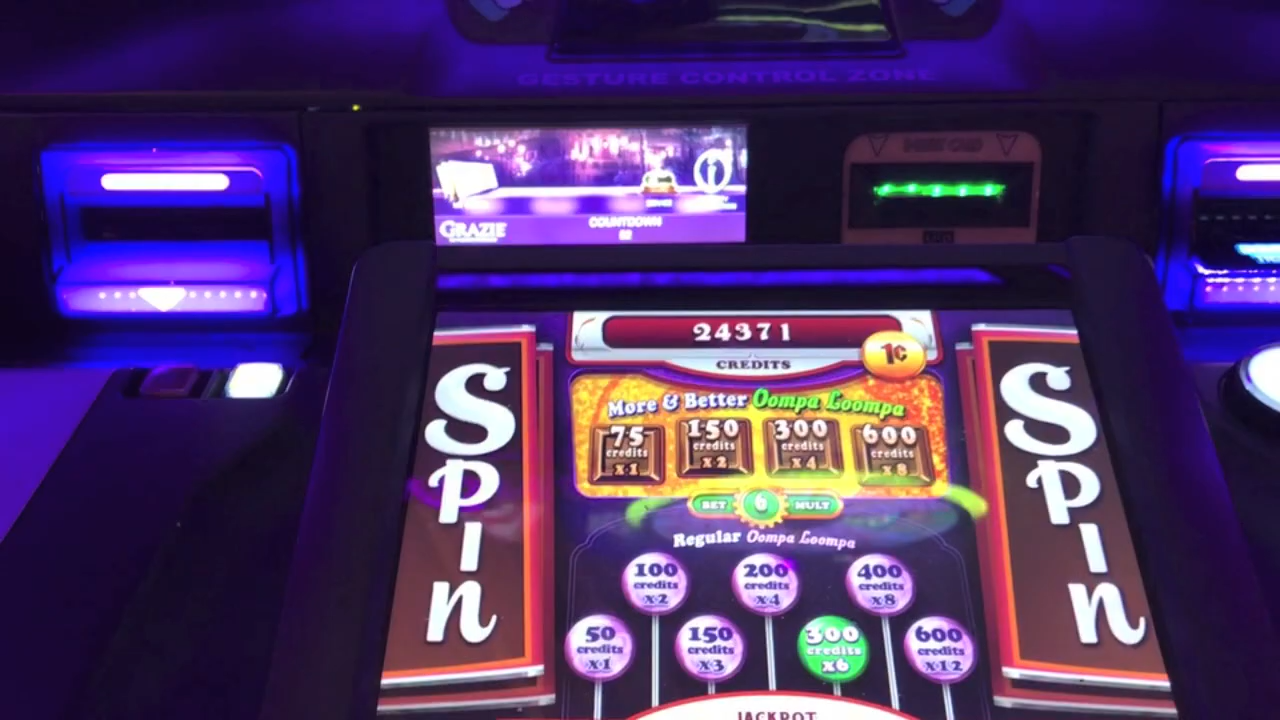 GESTURE CONTROL ZONE
GRAZIE
COUNTDOWN
24371
CREDITS
1¢
More & Better Oompa Loompa
75 credits x1
150 credits x2
300 credits x4
600 credits x8
BET 6 MULT
Regular Oompa Loompa
100 credits x2
200 credits x4
400 credits x8
50 credits x1
150 credits x3
300 credits x6
600 credits x12
Spin
Spin
JACKPOT